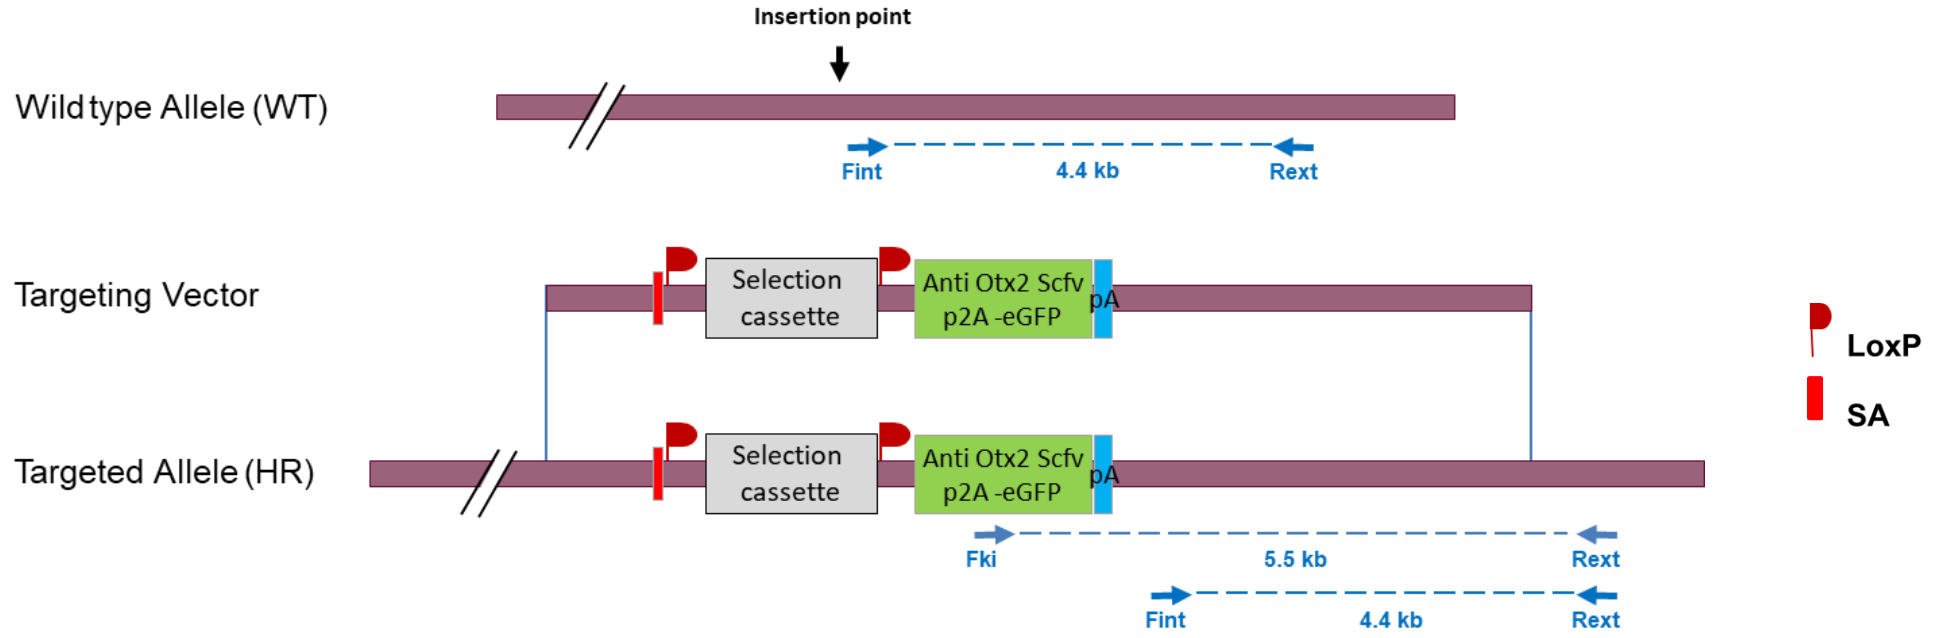 Insertion point
Wild type Allele (WT)
Fint
4.4 kb
Rext
Targeting Vector
Selection
cassette
Anti Otx2 Scfv
p2A -eGFP
pA
LoxP
SA
Targeted Allele (HR)
Selection
cassette
Anti Otx2 Scfv
p2A -eGFP
pA
Fki
5.5 kb
Rext
Fint
4.4 kb
Rext